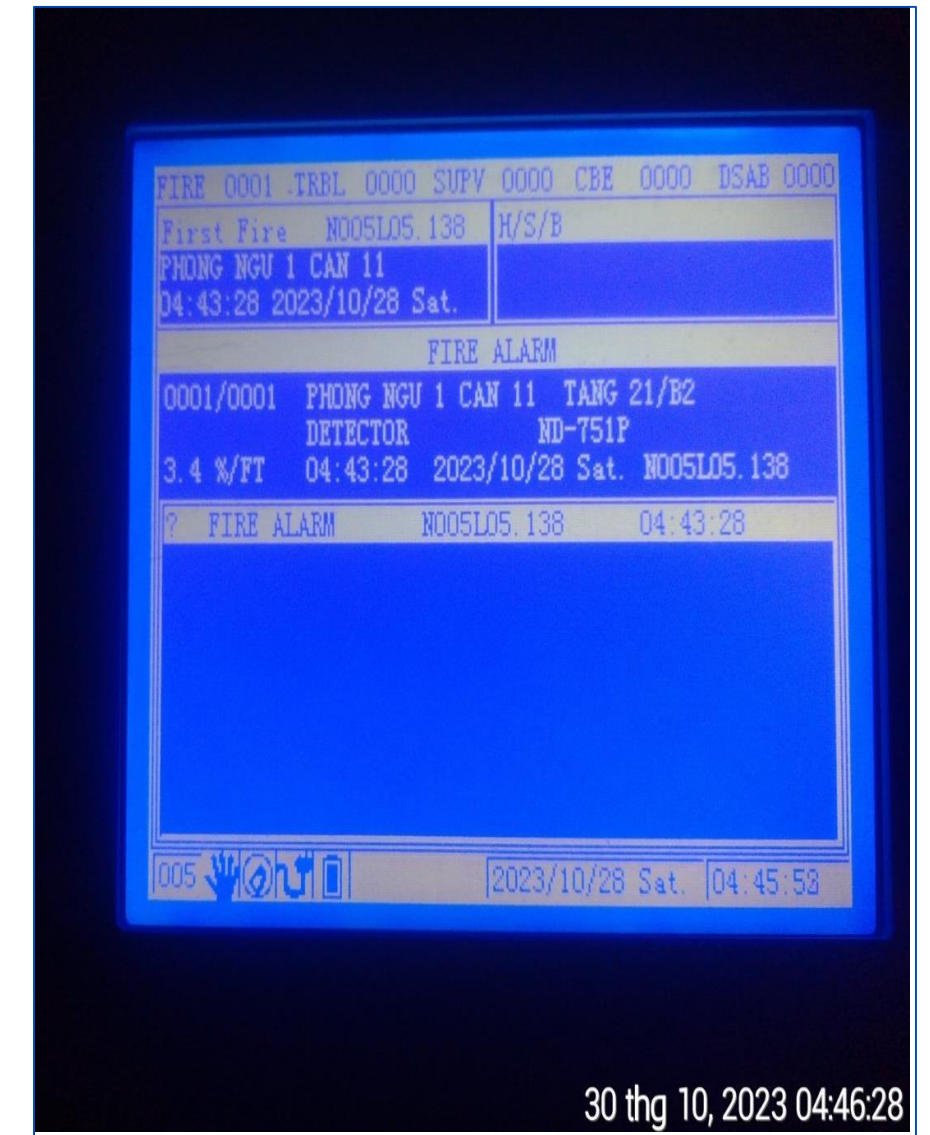 FIRE 0001 TRBL 0000 SUPV 0000 CBE 0000 DSAB 0000
First Fire N005L05.138 H/S/B
PHONG NGU 1 CAN 11
04:43:28 2023/10/28 Sat.
FIRE ALARM
0001/0001 PHONG NGU 1 CAN 11 TANG 21/B2
DETECTOR ND-751P
3.4 %/FT 04:43:28 2023/10/28 Sat. N005L05.138
? FIRE ALARM N005L05.138 04:43:28
005 2023/10/28 Sat.
30 thg 10, 2023 04:46:28